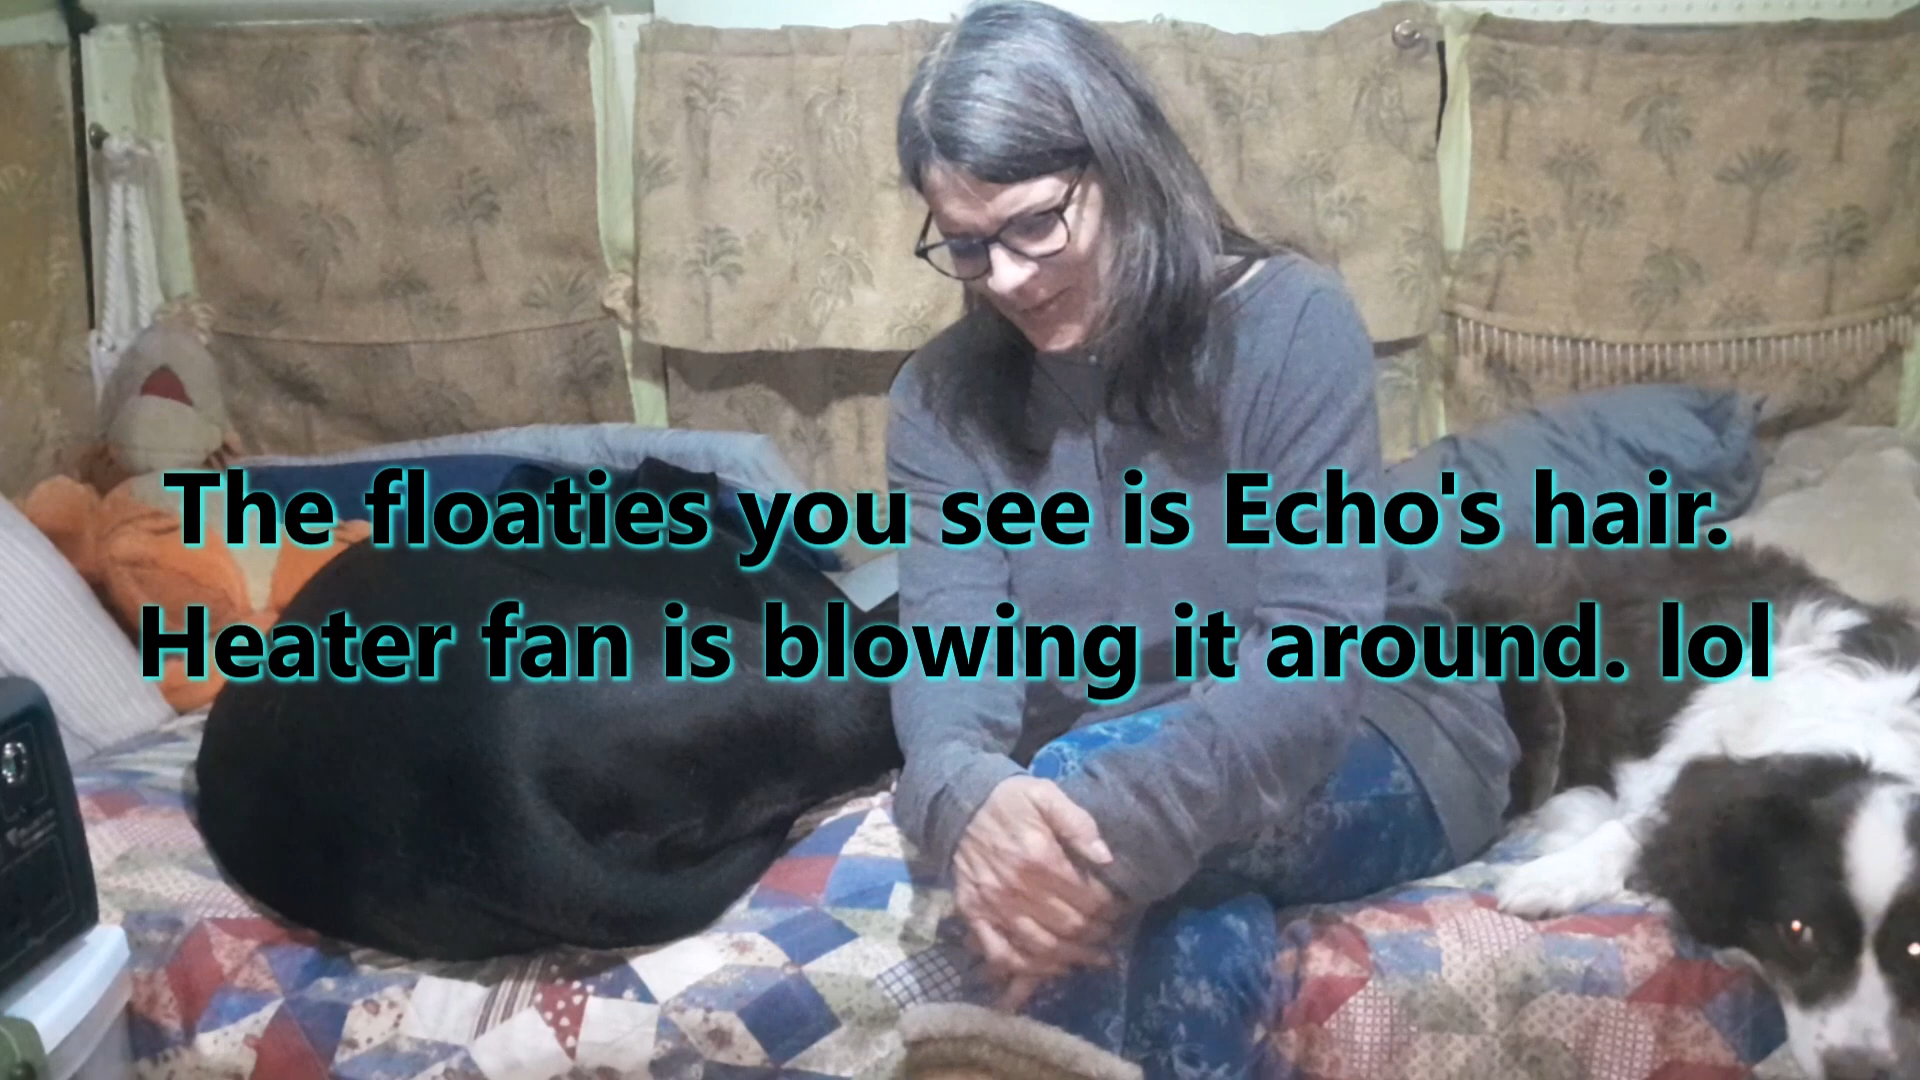 The floaties you see is Echo's hair.
Heater fan is blowing it around. lol